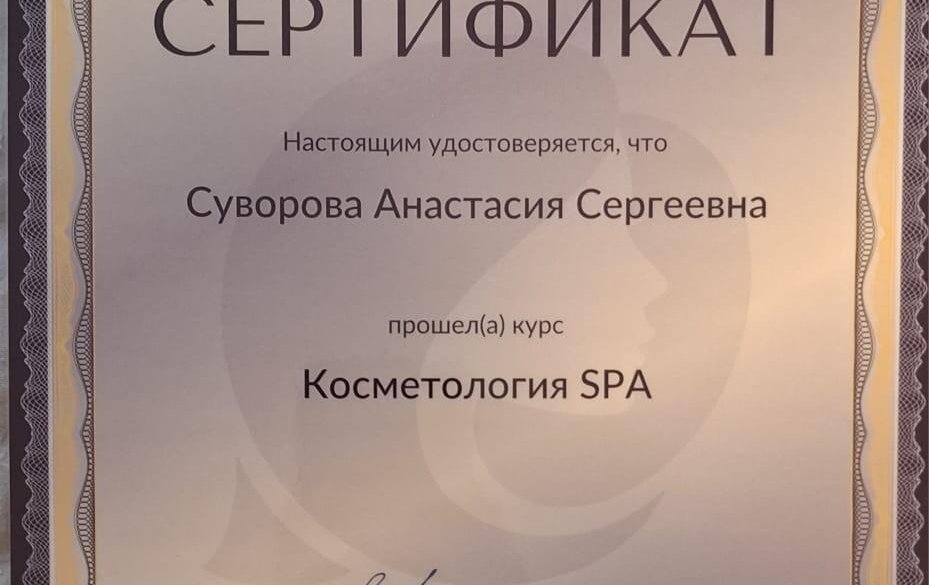 СЕРТИФИКАТ
Настоящим удостоверяется, что
Суворова Анастасия Сергеевна
прошел(а) курс
Косметология SPA